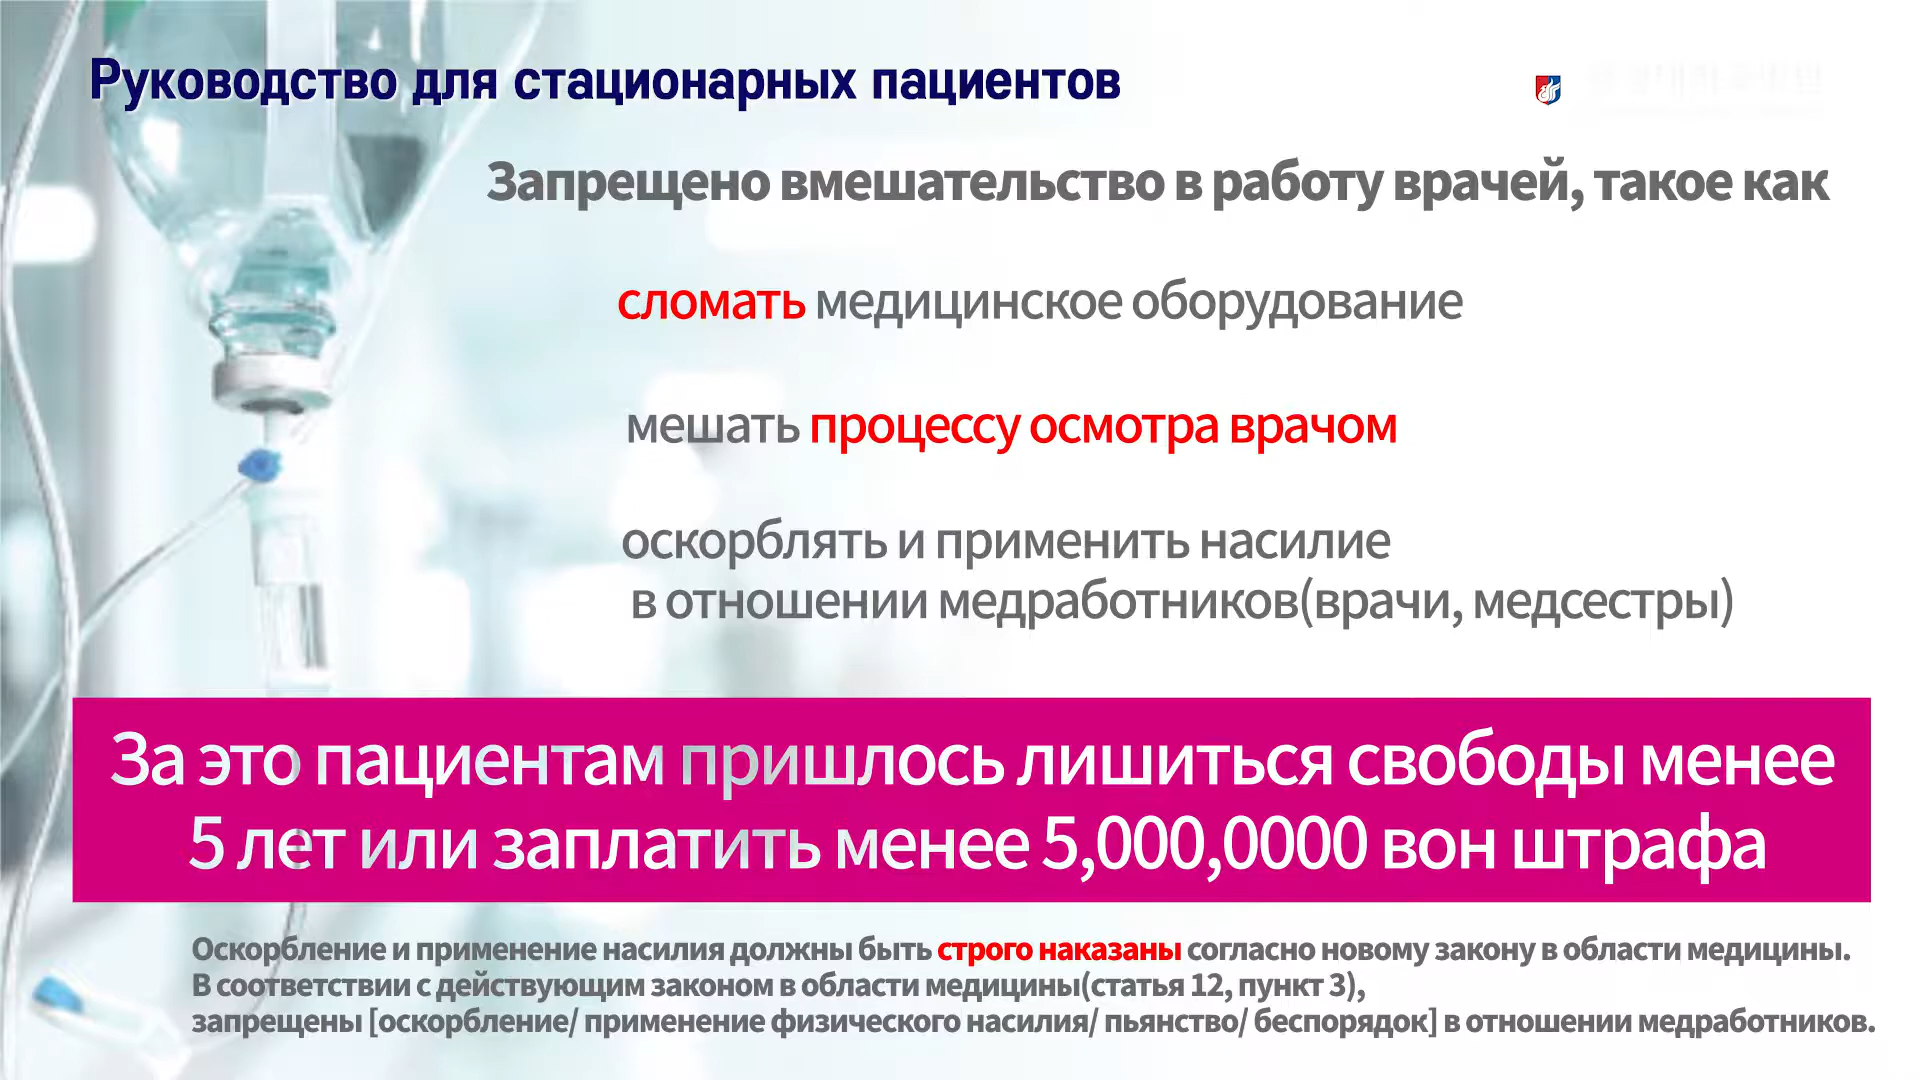 Руководство для стационарных пациентов
Запрещено вмешательство в работу врачей, такое как
сломать медицинское оборудование
мешать процессу осмотра врачом
оскорблять и применить насилие
в отношении медработников(врачи, медсестры)
За это пациентам пришлось лишиться свободы менее
5 лет или заплатить менее 5,000,0000 вон штрафа
Оскорбление и применение насилия должны быть строго наказаны согласно новому закону в области медицины.
В соответствии с действующим законом в области медицины(статья 12, пункт 3),
запрещены [оскорбление/ применение физического насилия/ пьянство/ беспорядок] в отношении медработников.